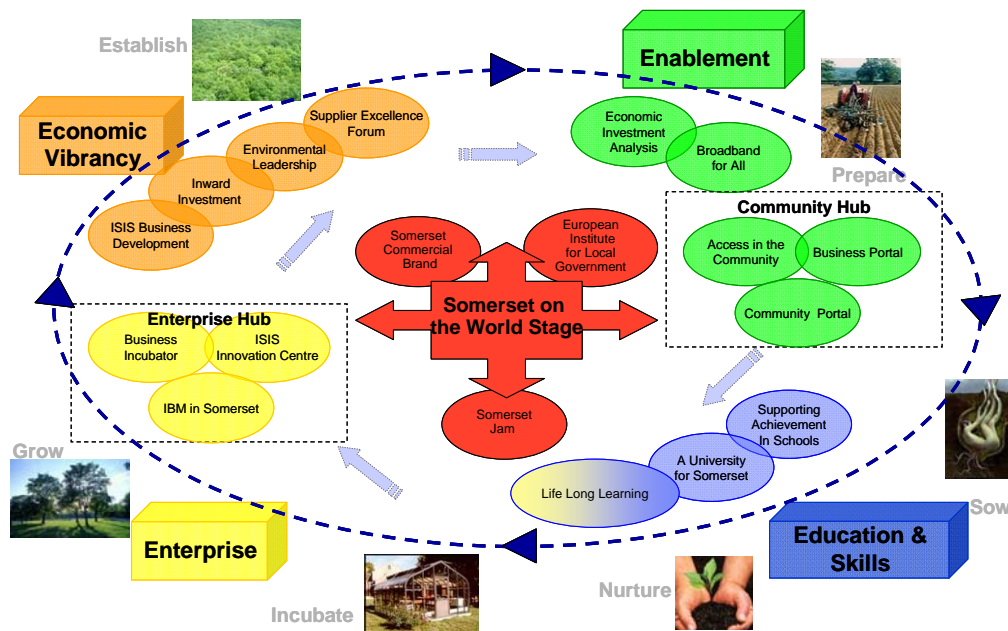 Establish
Enablement
Economic
Vibrancy
Supplier Excellence
Forum
Environmental
Leadership
Inward
Investment
ISIS Business
Development
Economic
Investment
Analysis
Broadband
for All
Prepare
Community Hub
Access in the
Community
Business Portal
Community Portal
Somerset
Commercial
Brand
European
Institute
for Local
Government
Somerset on
the World Stage
Somerset
Jam
Enterprise Hub
Business
Incubator
ISIS
Innovation Centre
IBM in Somerset
Supporting
Achievement
In Schools
A University
for Somerset
Life Long Learning
Grow
Sow
Enterprise
Education &
Skills
Incubate
Nurture